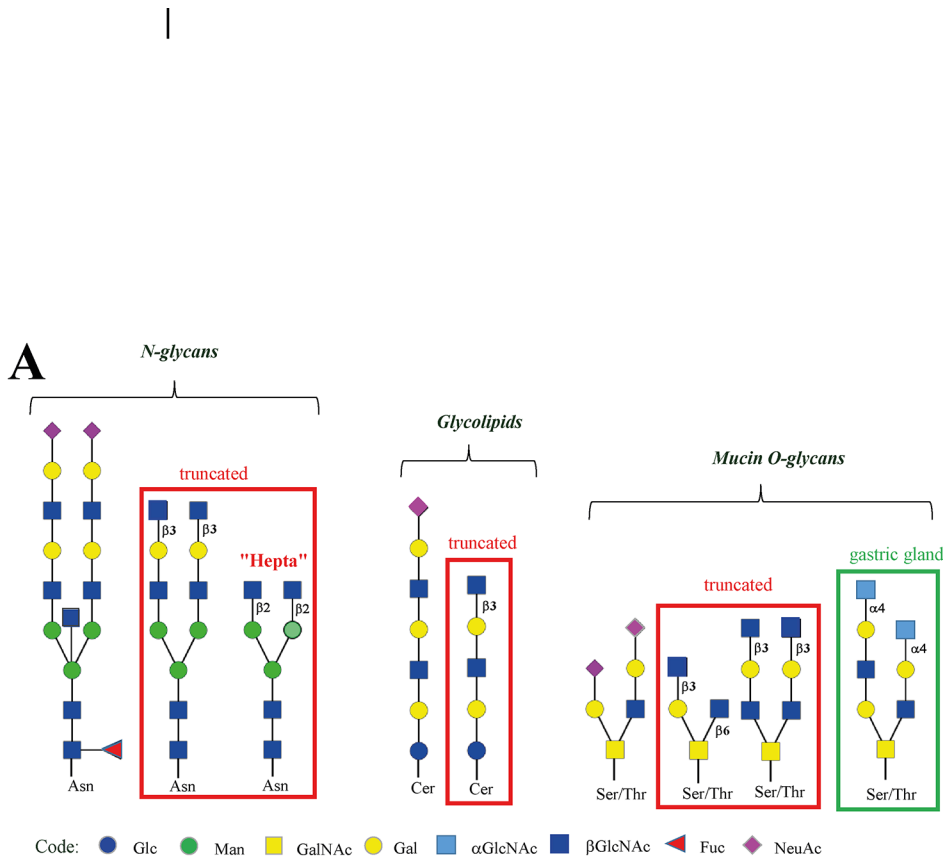 A
N-glycans
Glycolipids
Mucin O-glycans
truncated
β3
β3
"Hepta"
β2
β2
truncated
β3
truncated
β3
β6
β3
β3
gastric gland
α4
α4
Asn
Asn
Asn
Cer
Cer
Ser/Thr
Ser/Thr
Ser/Thr
Ser/Thr
Code: Glc Man GalNAc Gal αGlcNAc βGlcNAc Fuc NeuAc